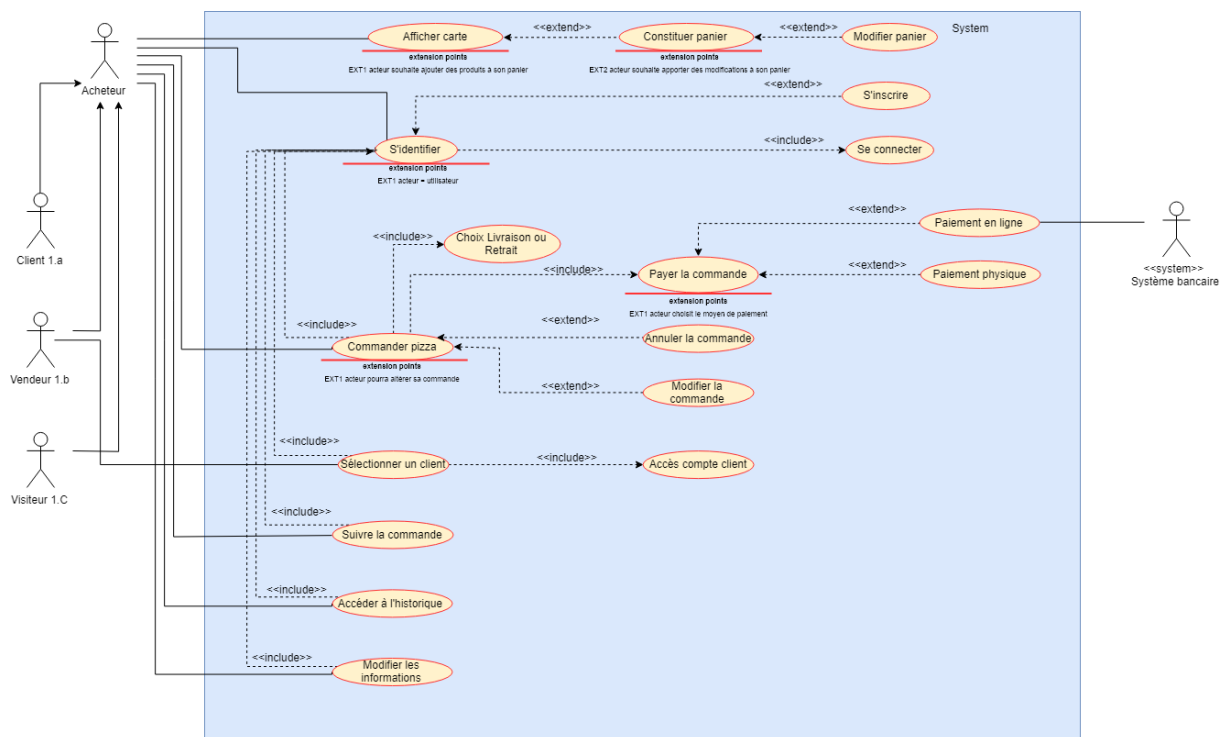 <<extend>>
<<extend>>
Afficher carte
Constituer panier
Modifier panier
System
extension points
EXT1 acteur souhaite ajouter des produits à son panier
extension points
EXT2 acteur souhaite apporter des modifications à son panier
Acheteur
<<extend>>
S'inscrire
<<include>>
S'identifier
Se connecter
extension points
EXT1 acteur = utilisateur
<<extend>>
Paiement en ligne
<<include>>
Choix Livraison ou
Retrait
Client 1.a
<<system>>
Système bancaire
<<include>>
Payer la commande
<<extend>>
Paiement physique
extension points
EXT1 acteur choisit le moyen de paiement
<<include>>
<<extend>>
Annuler la commande
Commander pizza
extension points
EXT1 acteur pourra altérer sa commande
Vendeur 1.b
<<extend>>
Modifier la
commande
<<include>>
Sélectionner un client
<<include>>
Accès compte client
Visiteur 1.C
<<include>>
Suivre la commande
<<include>>
Accéder à l'historique
<<include>>
Modifier les
informations